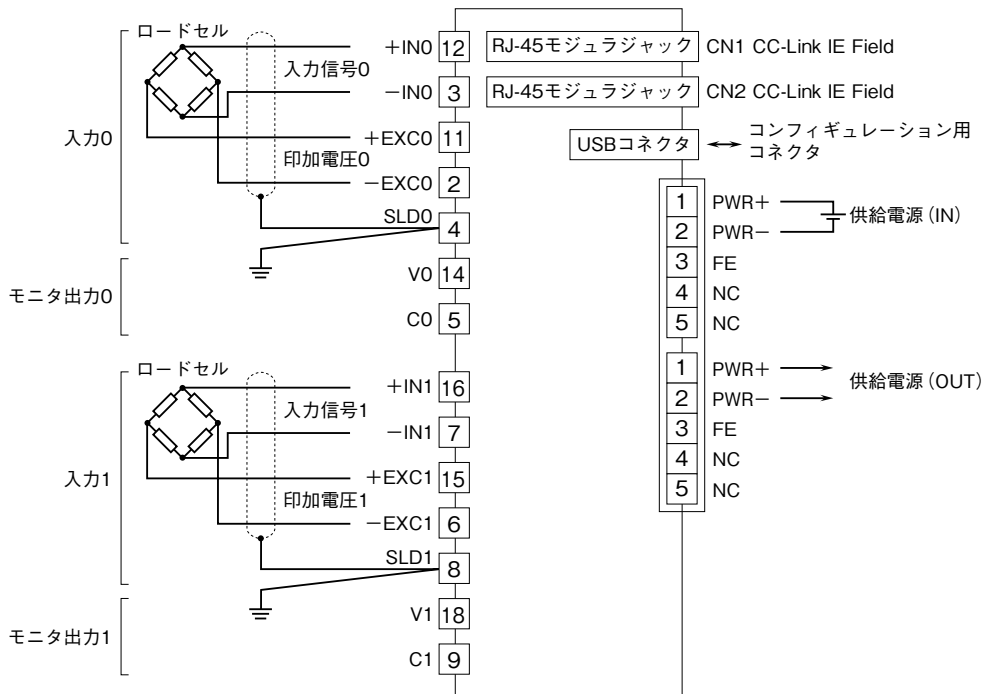 ロードセル
+IN0 12
入力信号0
−IN0 3
入力0
+EXC0 11
印加電圧0
−EXC0 2
SLD0
4
V0 14
モニタ出力0
C0 5
ロードセル
+IN1 16
入力信号1
−IN1 7
入力1
+EXC1 15
印加電圧1
−EXC1 6
SLD1
8
V1 18
モニタ出力1
C1 9
RJ-45モジュラジャック CN1 CC-Link IE Field
RJ-45モジュラジャック CN2 CC-Link IE Field
USBコネクタ
コンフィギュレーション用
コネクタ
1 PWR+
供給電源(IN)
2 PWR−
3 FE
4 NC
5 NC
1 PWR+
供給電源(OUT)
2 PWR−
3 FE
4 NC
5 NC